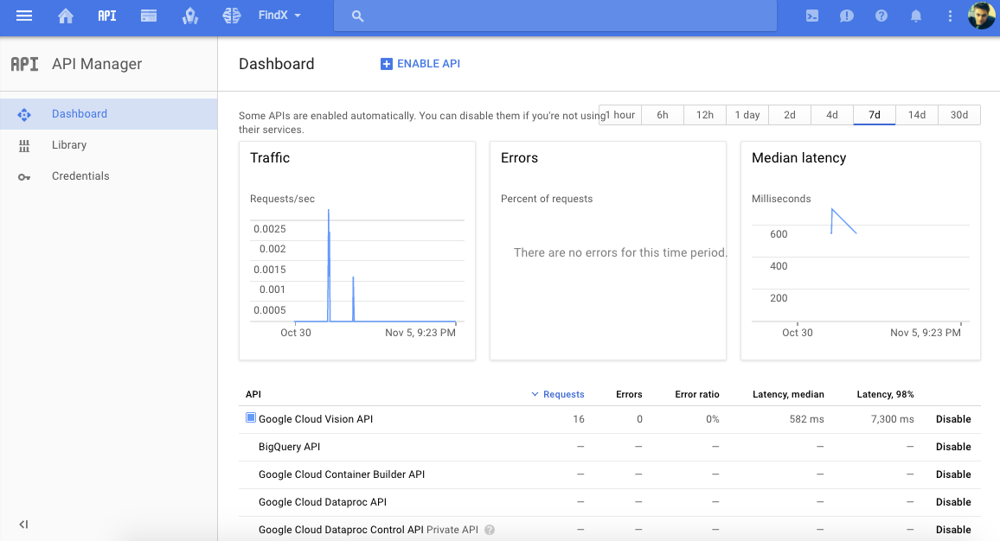 API
FindX
API API Manager
Dashboard
Library
Credentials
Dashboard
ENABLE API
Some APIs are enabled automatically. You can disable them if you're not using
their services.
1 hour 6h 12h 1 day 2d 4d 7d 14d 30d
Traffic
Requests/sec
0.0025
0.002
0.0015
0.001
0.0005
Oct 30 Nov 5, 9:23 PM
Errors
Percent of requests
There are no errors for this time period.
Median latency
Milliseconds
600
400
200
Oct 30 Nov 5, 9:23 PM
API Requests Errors Error ratio Latency, median Latency, 98%
Google Cloud Vision API 16 0 0% 582 ms 7,300 ms Disable
BigQuery API — — — — — Disable
Google Cloud Container Builder API — — — — — Disable
Google Cloud Dataproc API — — — — — Disable
Google Cloud Dataproc Control API Private API ? — — — — — Disable